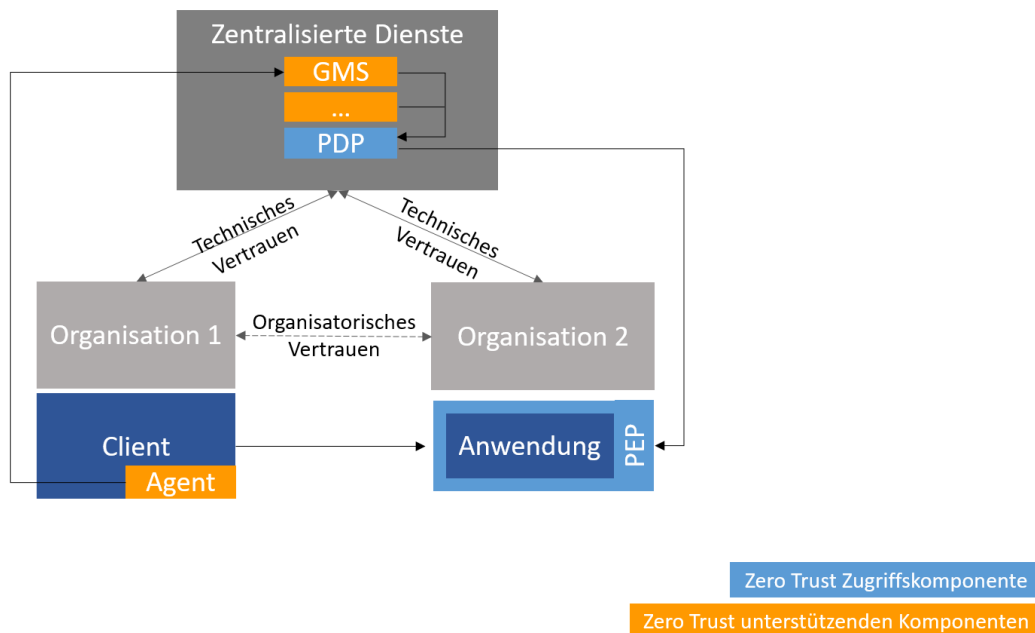 Zentralisierte Dienste
GMS
...
PDP
Technisches
Vertrauen
Technisches
Vertrauen
Organisation 1
Organisatorisches
Vertrauen
Organisation 2
Client
Agent
Anwendung
PEP
Zero Trust Zugriffskomponente
Zero Trust unterstützenden Komponenten